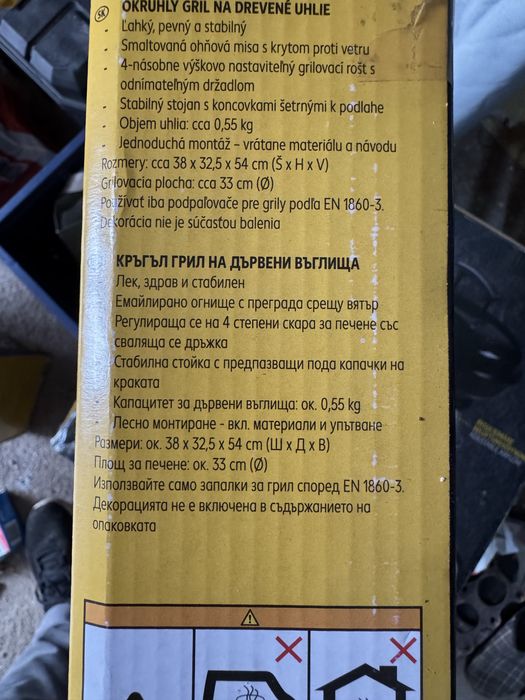 SK
OKRÚHLY GRIL NA DREVENÉ UHLIE
- Ľahký, pevný a stabilný
- Smaltovaná ohňová misa s krytom proti vetru
- 4-násobne výškovo nastaviteľný grilovací rošt s
odnímateľným držadlom
- Stabilný stojan s koncovkami šetrnými k podlahe
- Objem uhlia: cca 0,55 kg
- Jednoduchá montáž – vrátane materiálu a návodu
Rozmery: cca 38 x 32,5 x 54 cm (Š x H x V)
Grilovacia plocha: cca 33 cm (Ø)
Používať iba podpaľovače pre grily podľa EN 1860-3.
Dekorácia nie je súčasťou balenia
КРЪГЪЛ ГРИЛ НА ДЪРВЕНИ ВЪГЛИЩА
- Лек, здрав и стабилен
- Емайлирано огнище с преграда срещу вятър
- Регулираща се на 4 степени скара за печене със
сваляща се дръжка
- Стабилна стойка с предпазващи пода капачки на
краката
- Капацитет за дървени въглища: ок. 0,55 kg
- Лесно монтиране - вкл. материали и упътване
Размери: ок. 38 x 32,5 x 54 cm (Ш x Д x В)
Площ за печене: ок. 33 cm (Ø)
Използвайте само запалки за грил според EN 1860-3.
Декорацията не е включена в съдържанието на
опаковката